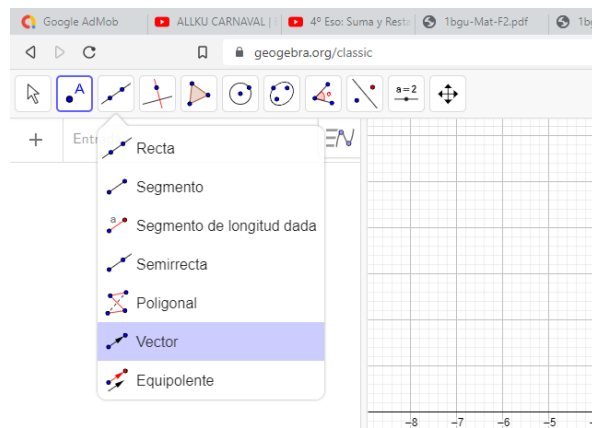 Google AdMob
ALLKU CARNAVAL |
4º Eso: Suma y Resta
1bgu-Mat-F2.pdf
geogebra.org/classic
A
a=2
Recta
Segmento
a
Segmento de longitud dada
Semirrecta
Poligonal
Vector
Equipolente
-8 -7 -6 -5